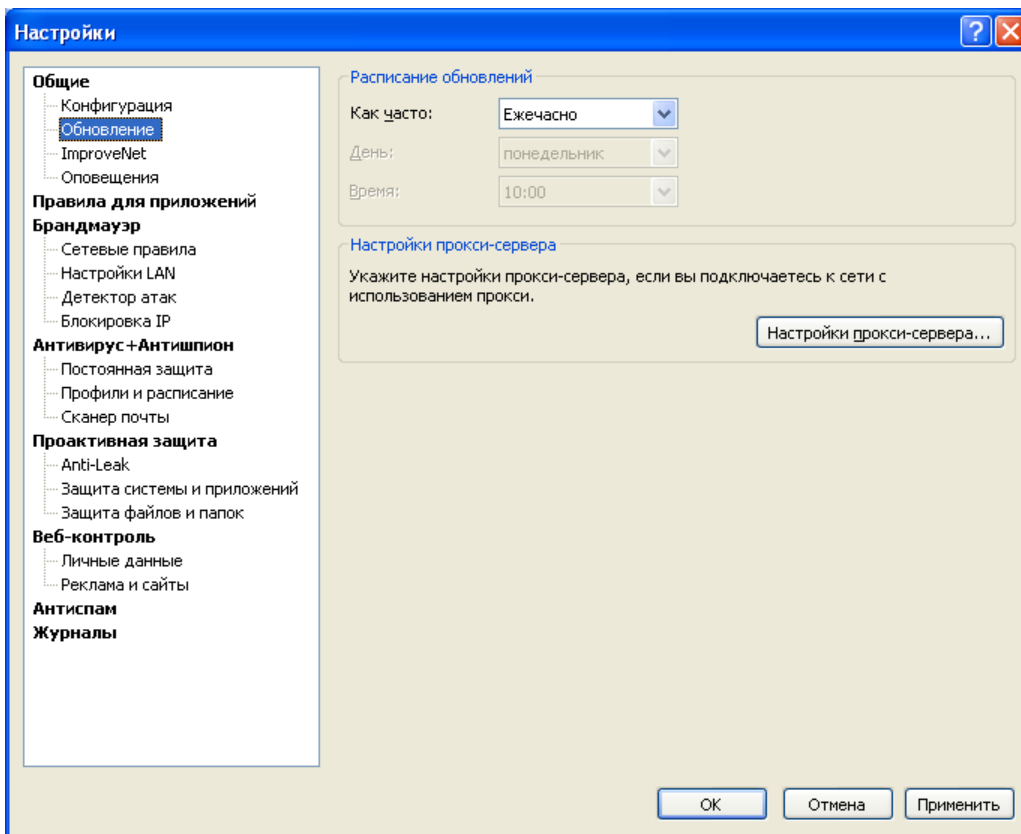 Настройки
Общие
Конфигурация
Обновление
ImproveNet
Оповещения
Правила для приложений
Брандмауэр
Сетевые правила
Настройки LAN
Детектор атак
Блокировка IP
Антивирус+Антишпион
Постоянная защита
Профили и расписание
Сканер почты
Проактивная защита
Anti-Leak
Защита системы и приложений
Защита файлов и папок
Веб-контроль
Личные данные
Реклама и сайты
Антиспам
Журналы
Расписание обновлений
Как часто: Ежечасно
День: понедельник
Время: 10:00
Настройки прокси-сервера
Укажите настройки прокси-сервера, если вы подключаетесь к сети с
использованием прокси.
Настройки прокси-сервера...
ОК Отмена Применить